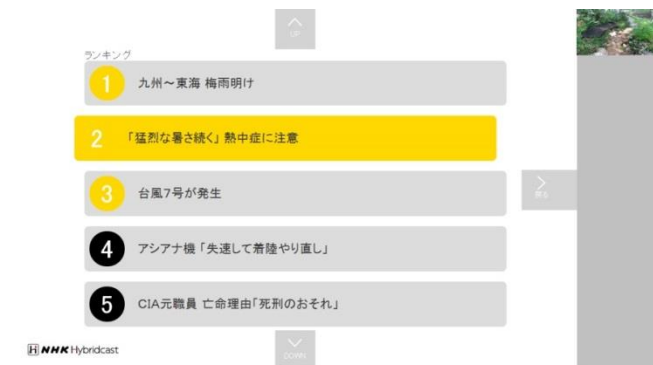 UP
ランキング
1 九州～東海 梅雨明け
2 「猛烈な暑さ続く」 熱中症に注意
3 台風7号が発生
戻る
4 アシアナ機 「失速して着陸やり直し」
5 CIA元職員 亡命理由「死刑のおそれ」
NHK Hybridcast
DOWN